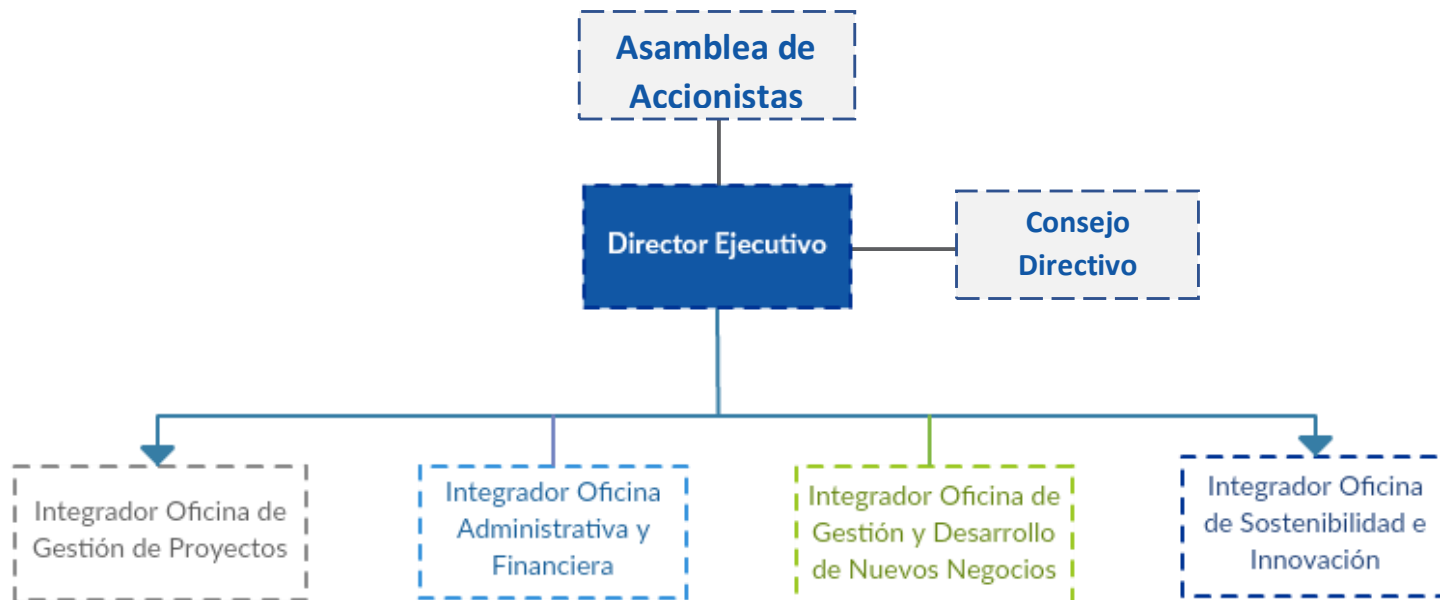 Asamblea de
Accionistas
Director Ejecutivo
Consejo
Directivo
Integrador Oficina de
Gestión de Proyectos
Integrador Oficina
Administrativa y
Financiera
Integrador Oficina de
Gestión y Desarrollo
de Nuevos Negocios
Integrador Oficina
de Sostenibilidad e
Innovación